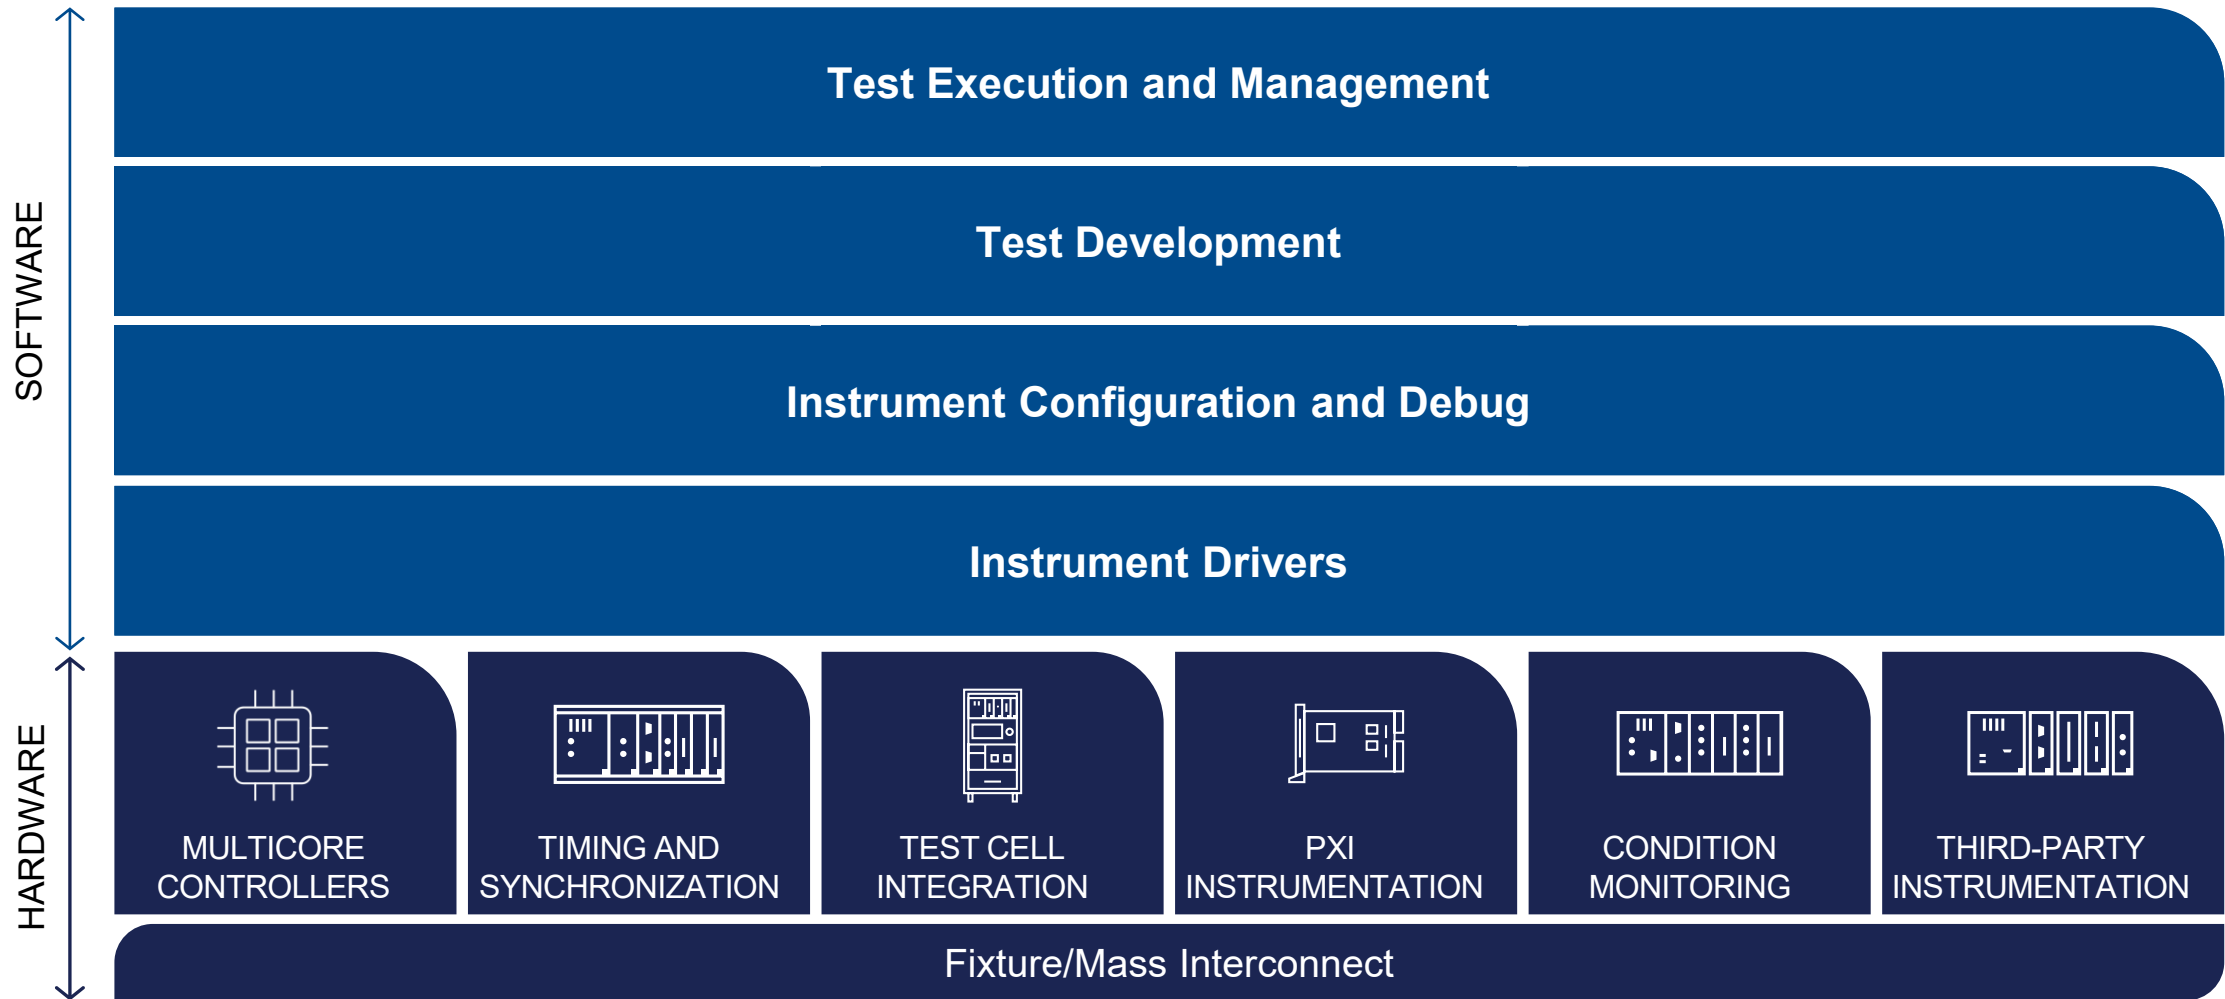 SOFTWARE
Test Execution and Management
Test Development
Instrument Configuration and Debug
Instrument Drivers
HARDWARE
MULTICORE
CONTROLLERS
TIMING AND
SYNCHRONIZATION
TEST CELL
INTEGRATION
PXI
INSTRUMENTATION
CONDITION
MONITORING
THIRD-PARTY
INSTRUMENTATION
Fixture/Mass Interconnect